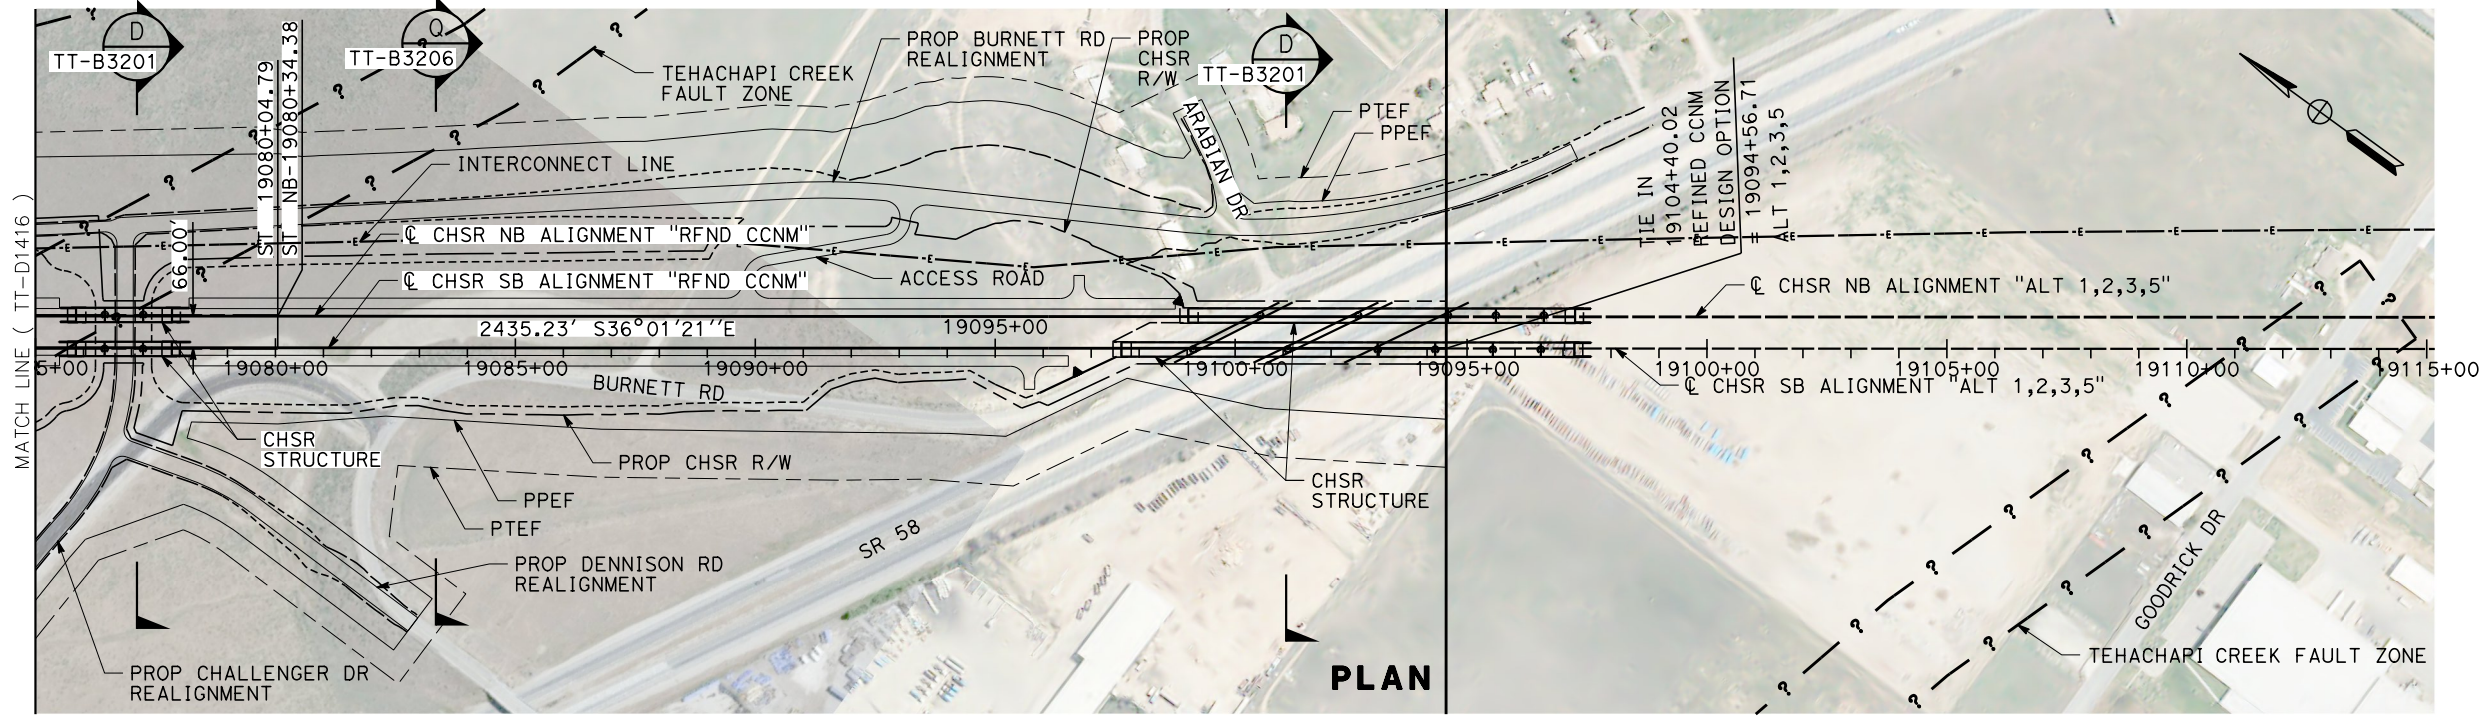 D
TT-B3201
Q
TT-B3206
ST 19080+04.79
ST NB-19080+34.38
TEHACHAPI CREEK
FAULT ZONE
PROP BURNETT RD
REALIGNMENT
PROP
CHSR
R/W
D
TT-B3201
PTEF
PPEF
ARABIAN DR
INTERCONNECT LINE
TIE IN
19104+40.02
REFINED CCNM
DESIGN OPTION
= 19094+56.71
ALT 1,2,3,5
MATCH LINE ( TT-D1416 )
66.00'
℄ CHSR NB ALIGNMENT "RFND CCNM"
℄ CHSR SB ALIGNMENT "RFND CCNM"
ACCESS ROAD
℄ CHSR NB ALIGNMENT "ALT 1,2,3,5"
2435.23' S36°01'21"E
19095+00
5+00
19080+00
19085+00
19090+00
19100+00
19095+00
19100+00
19105+00
19110+00
19115+00
BURNETT RD
℄ CHSR SB ALIGNMENT "ALT 1,2,3,5"
CHSR
STRUCTURE
PROP CHSR R/W
PPEF
PTEF
CHSR
STRUCTURE
SR 58
PROP DENNISON RD
REALIGNMENT
GOODRICK DR
TEHACHAPI CREEK FAULT ZONE
PROP CHALLENGER DR
REALIGNMENT
PLAN